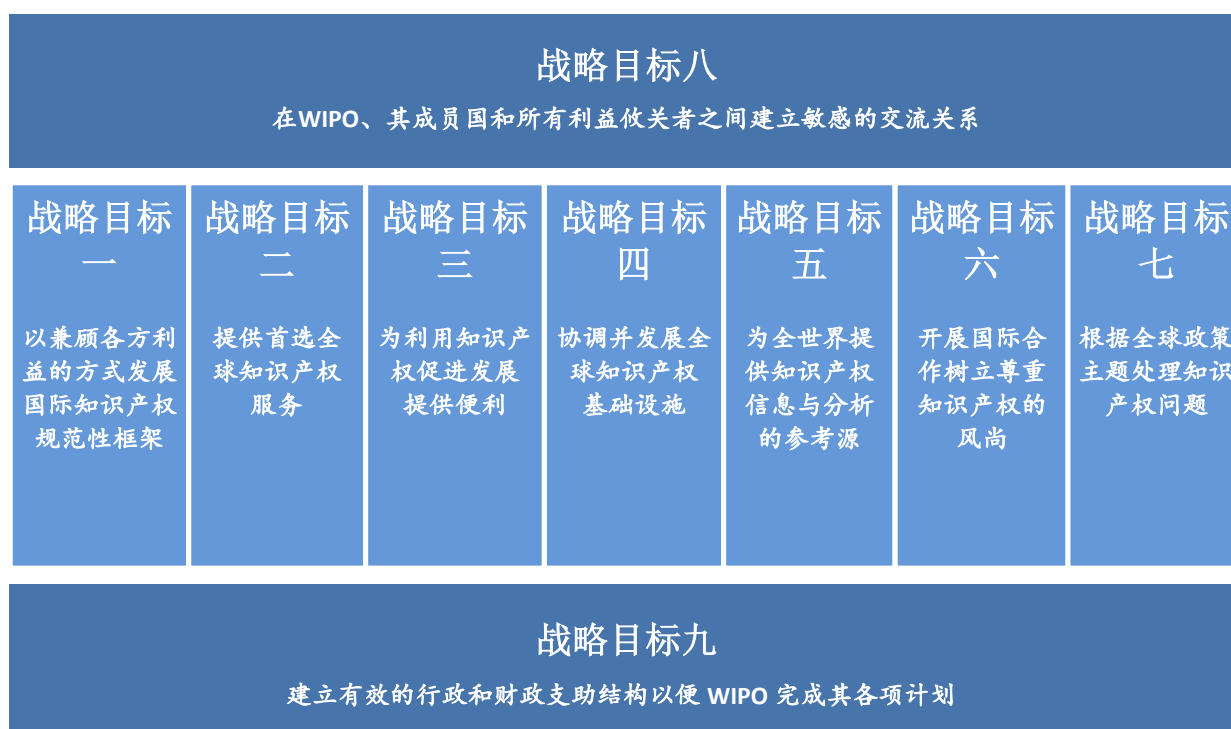 战略目标八
在WIPO、其成员国和所有利益攸关者之间建立敏感的交流关系
战略目标
一
以兼顾各方利
益的方式发展
国际知识产权
规范性框架
战略目标
二
提供首选全
球知识产权
服务
战略目标
三
为利用知识产
权促进发展
提供便利
战略目标
四
协调并发展全
球知识产权
基础设施
战略目标
五
为全世界提
供知识产权
信息与分析
的参考源
战略目标
六
开展国际合
作树立尊重
知识产权的
风尚
战略目标
七
根据全球政策
主题处理知识
产权问题
战略目标九
建立有效的行政和财政支助结构以便 WIPO 完成其各项计划